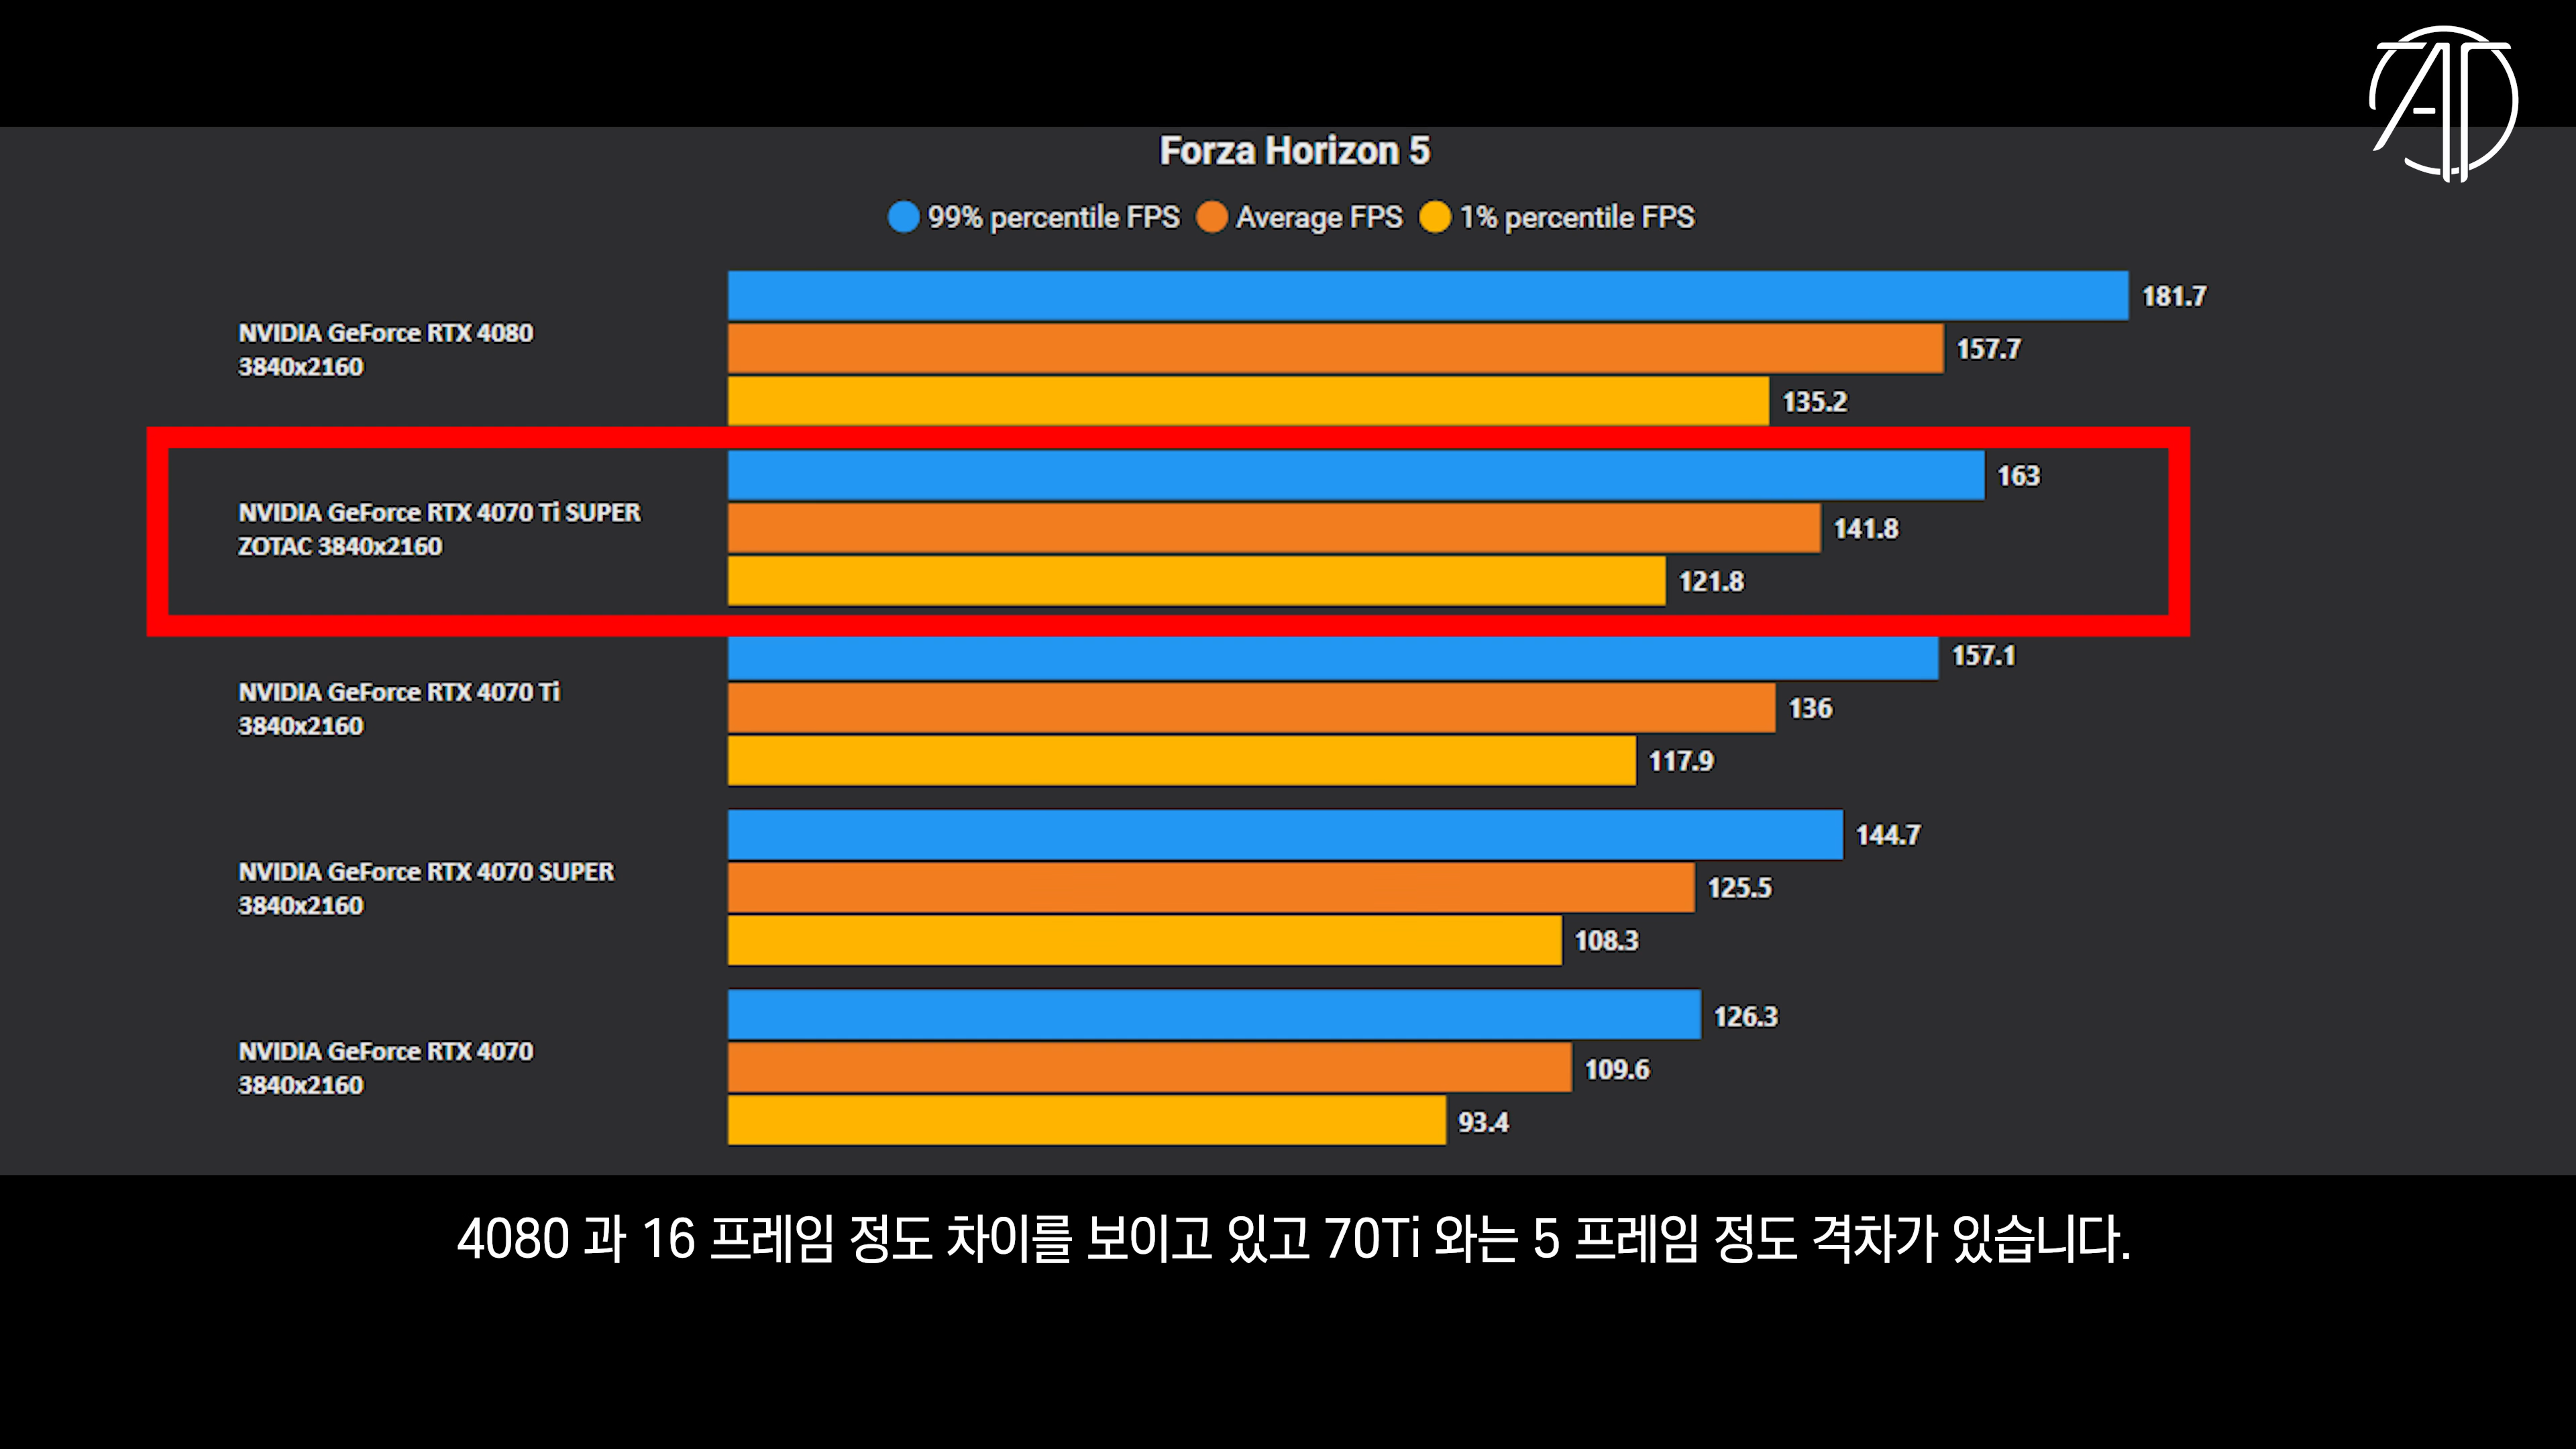 Forza Horizon 5
99% percentile FPS Average FPS 1% percentile FPS
181.7
NVIDIA GeForce RTX 4080
3840x2160
157.7
135.2
163
NVIDIA GeForce RTX 4070 Ti SUPER
ZOTAC 3840x2160
141.8
121.8
157.1
NVIDIA GeForce RTX 4070 Ti
3840x2160
136
117.9
144.7
NVIDIA GeForce RTX 4070 SUPER
3840x2160
125.5
108.3
126.3
NVIDIA GeForce RTX 4070
3840x2160
109.6
93.4
4080 과 16 프레임 정도 차이를 보이고 있고 70Ti 와는 5 프레임 정도 격차가 있습니다.